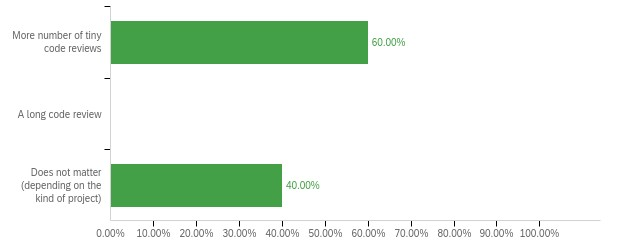 More number of tiny
code reviews
60.00%
A long code review
Does not matter
(depending on the
kind of project)
40.00%
0.00% 10.00% 20.00% 30.00% 40.00% 50.00% 60.00% 70.00% 80.00% 90.00% 100.00%